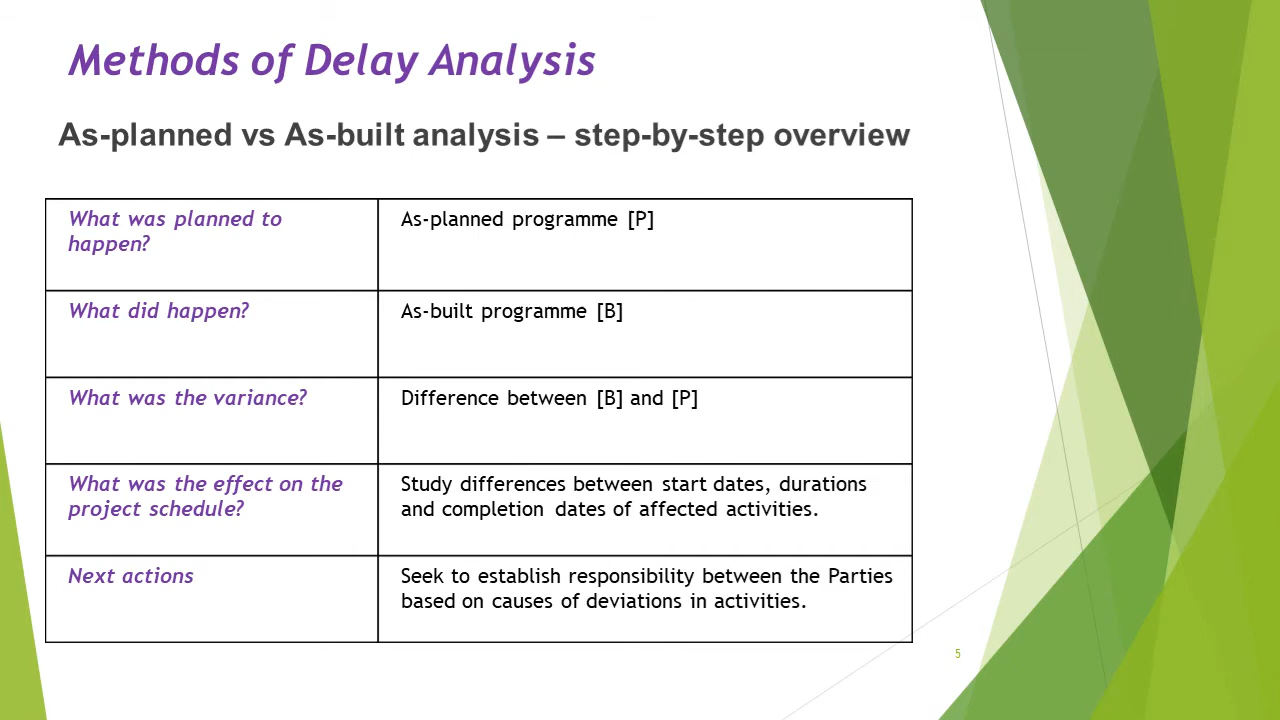 Methods of Delay Analysis
As-planned vs As-built analysis – step-by-step overview
What was planned to
happen?
As-planned programme [P]
What did happen?
As-built programme [B]
What was the variance?
Difference between [B] and [P]
What was the effect on the
project schedule?
Study differences between start dates, durations
and completion dates of affected activities.
Next actions
Seek to establish responsibility between the Parties
based on causes of deviations in activities.
5